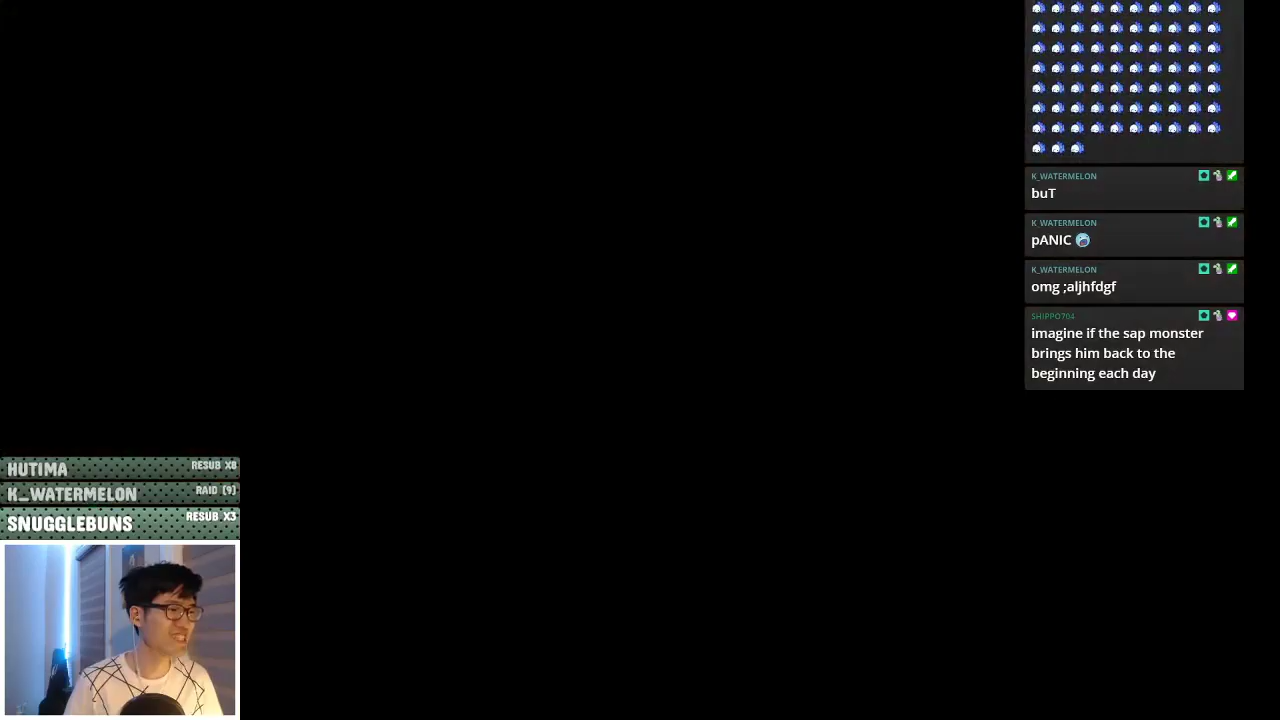 K_WATERMELON
buT
K_WATERMELON
pANIC
K_WATERMELON
omg ;aljhfdgf
SHIPPO704
imagine if the sap monster
brings him back to the
beginning each day
HUTIMA RESUB X8
K_WATERMELON RAID (9)
SNUGGLEBUNS RESUB X3